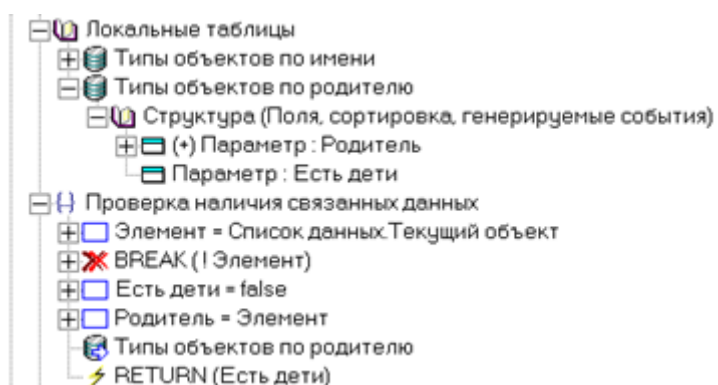 Локальные таблицы
Типы объектов по имени
Типы объектов по родителю
Структура (Поля, сортировка, генерируемые события)
(+) Параметр : Родитель
Параметр : Есть дети
Проверка наличия связанных данных
Элемент = Список данных.Текущий объект
BREAK (! Элемент)
Есть дети = false
Родитель = Элемент
Типы объектов по родителю
RETURN (Есть дети)